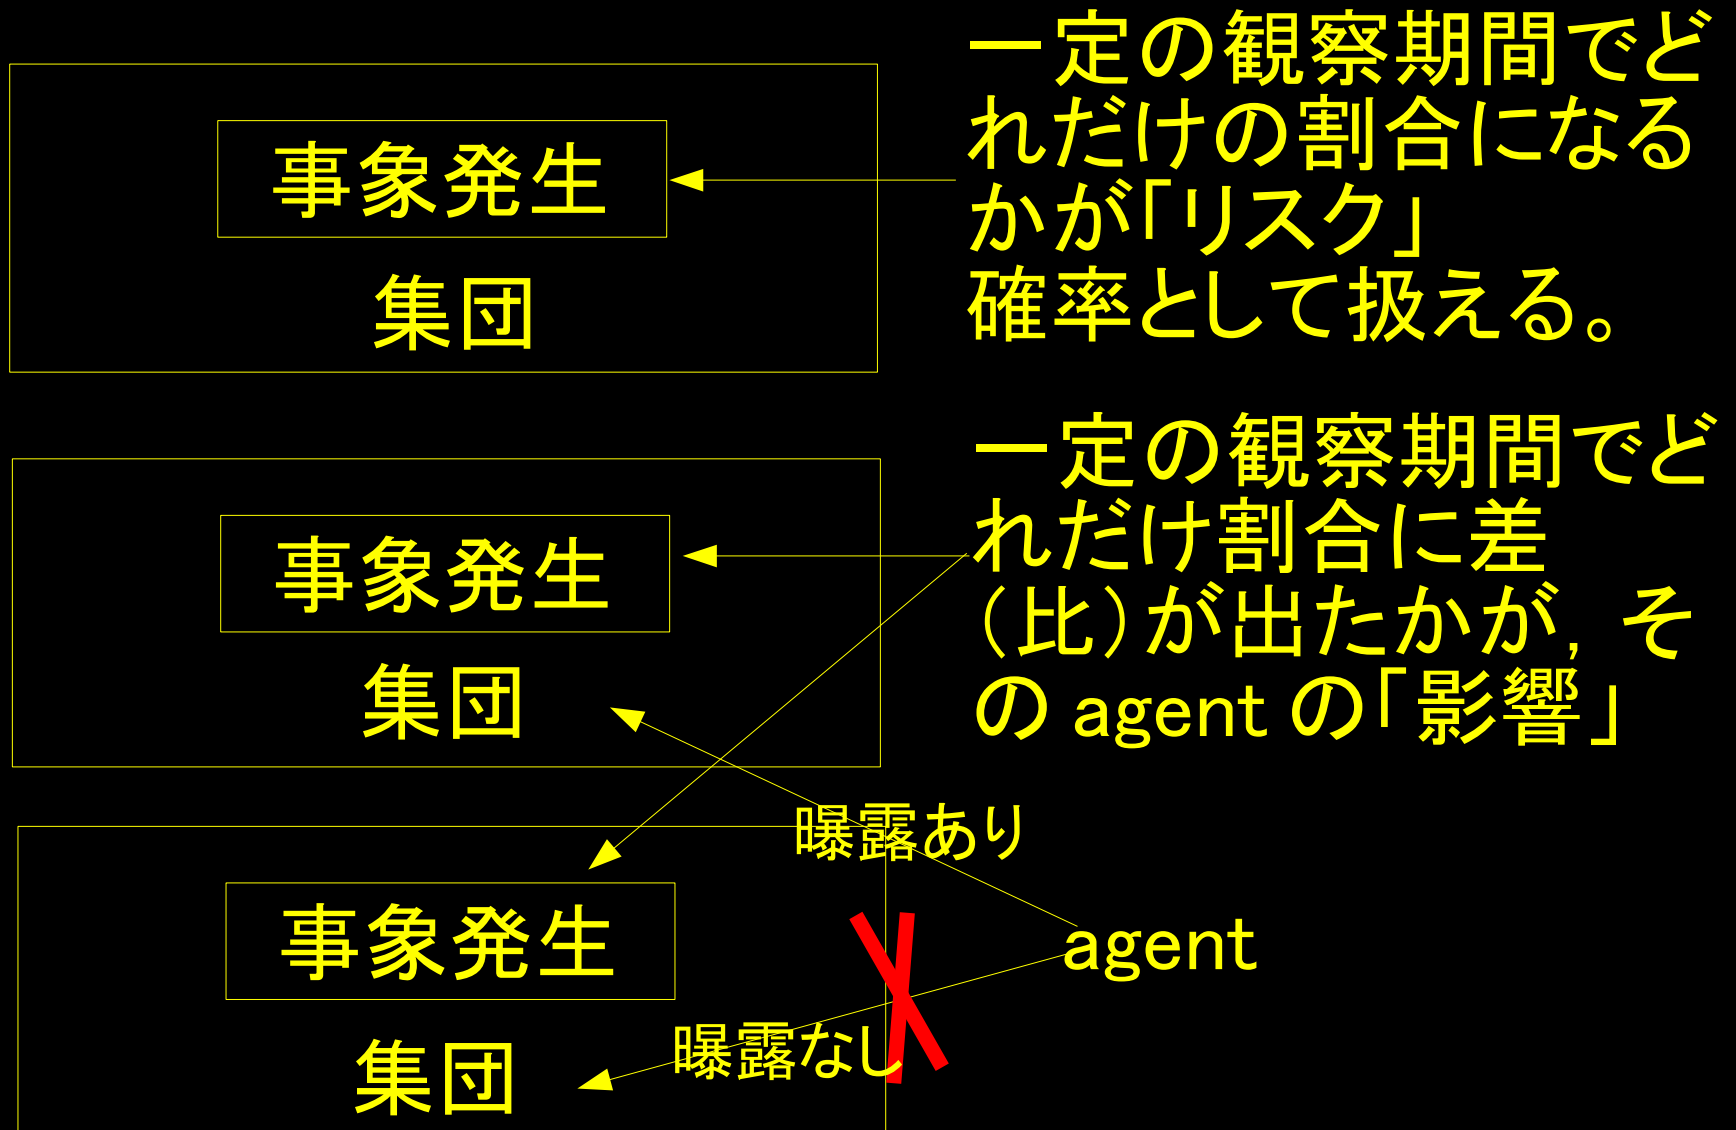 一定の観察期間でど
れだけの割合になる
かが「リスク」
確率として扱える。
事象発生
集団
一定の観察期間でど
れだけ割合に差
（比）が出たかが，そ
の agent の「影響」
事象発生
集団
曝露あり
agent
事象発生
曝露なし
集団